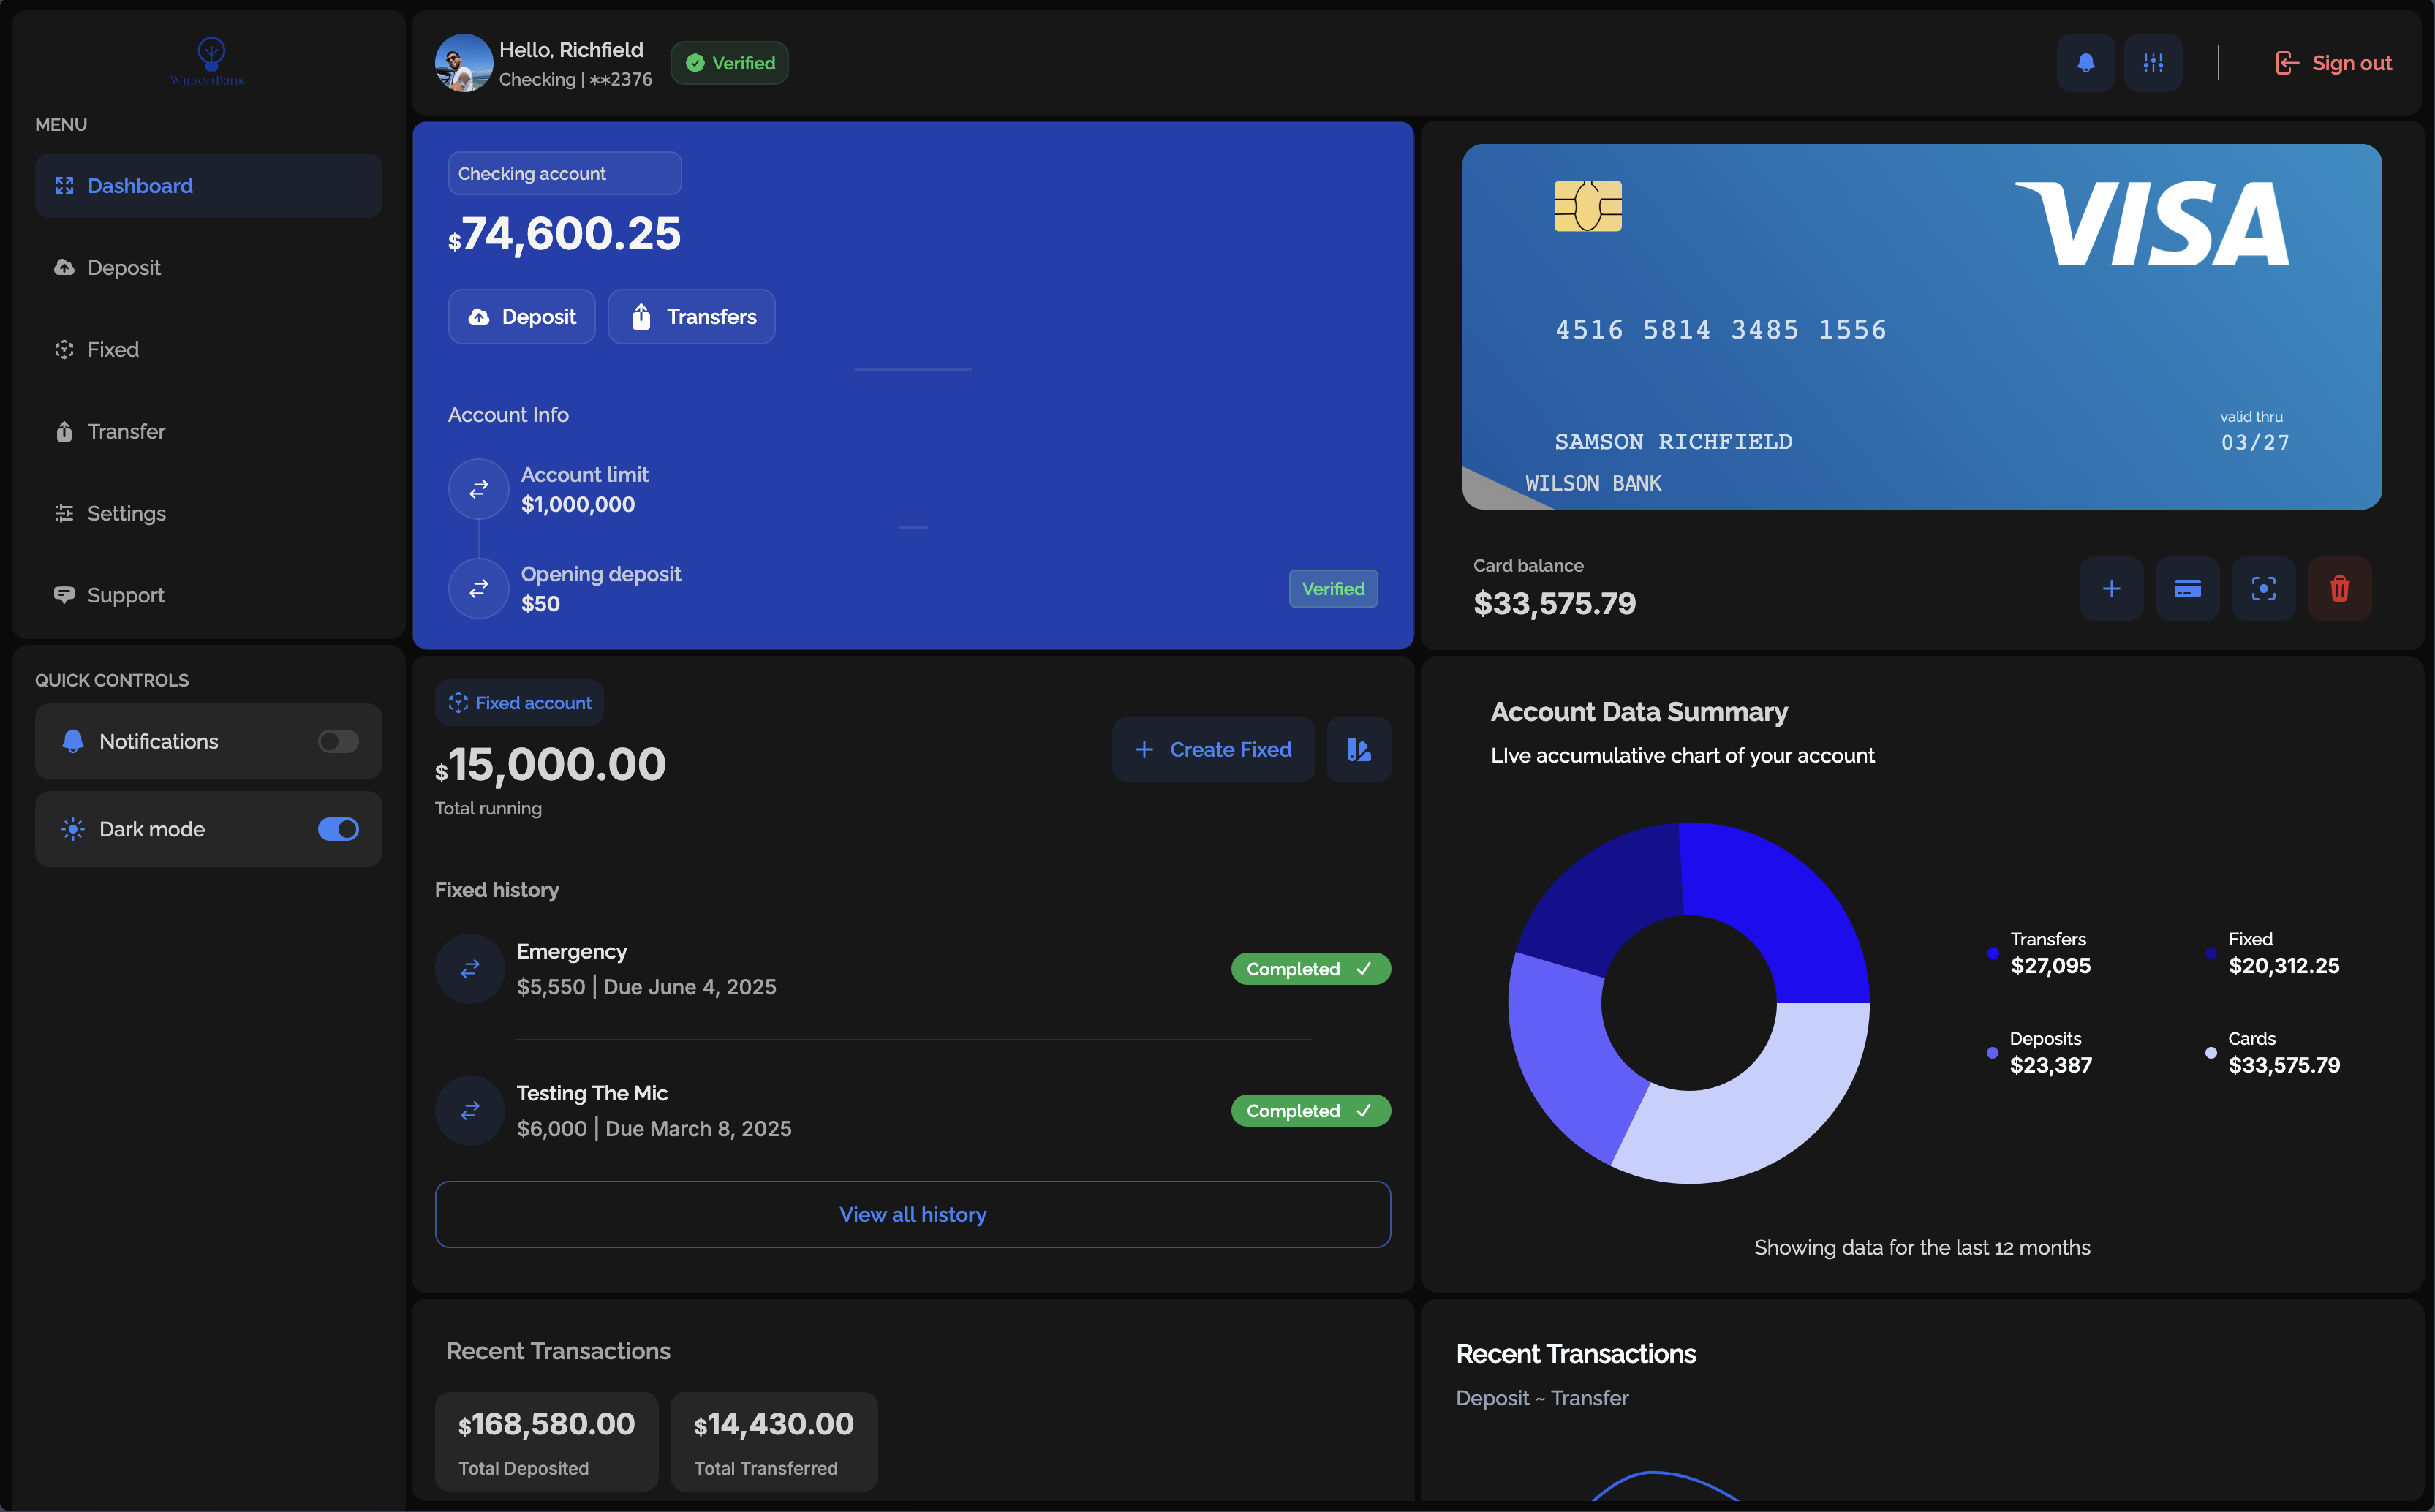 WILSONBANK
MENU
Dashboard
Deposit
Fixed
Transfer
Settings
Support
QUICK CONTROLS
Notifications
Dark mode
Hello, Richfield
Checking | **2376
Verified
Sign out
Checking account
$74,600.25
Deposit
Transfers
Account Info
Account limit
$1,000,000
Opening deposit
$50
Verified
VISA
4516 5814 3485 1556
valid thru
03/27
SAMSON RICHFIELD
WILSON BANK
Card balance
$33,575.79
Fixed account
$15,000.00
Total running
Create Fixed
Fixed history
Emergency
$5,550 | Due June 4, 2025
Completed
Testing The Mic
$6,000 | Due March 8, 2025
Completed
View all history
Account Data Summary
LIve accumulative chart of your account
Transfers
$27,095
Fixed
$20,312.25
Deposits
$23,387
Cards
$33,575.79
Showing data for the last 12 months
Recent Transactions
$168,580.00
Total Deposited
$14,430.00
Total Transferred
Recent Transactions
Deposit ~ Transfer